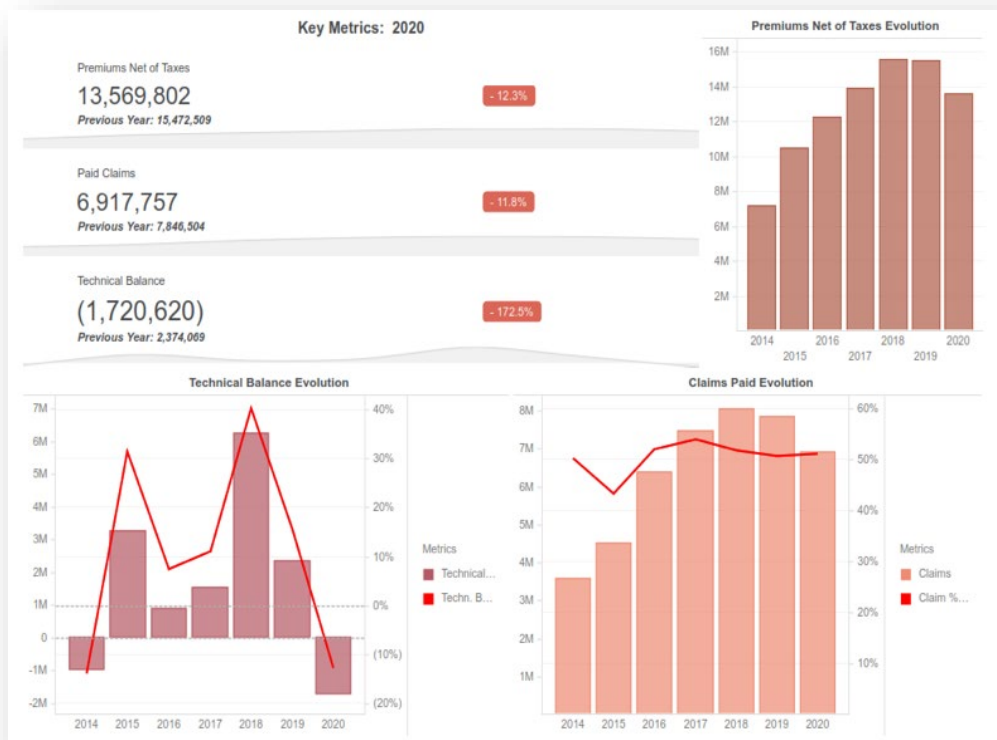 Key Metrics: 2020
Premiums Net of Taxes
13,569,802
- 12.3%
Previous Year: 15,472,509
Paid Claims
6,917,757
- 11.8%
Previous Year: 7,846,504
Technical Balance
(1,720,620)
- 172.5%
Previous Year: 2,374,069
Premiums Net of Taxes Evolution
16M
14M
12M
10M
8M
6M
4M
2M
2014 2016 2018 2020
2015 2017 2019
Technical Balance Evolution
7M 40%
6M
5M 30%
4M
3M 20%
2M 10%
1M 0%
0
-1M (10%)
-2M (20%)
2014 2015 2016 2017 2018 2019 2020
Metrics
Technical...
Techn. B...
Claims Paid Evolution
8M 60%
7M 50%
6M
5M 40%
4M 30%
3M
2M 20%
1M 10%
2014 2015 2016 2017 2018 2019 2020
Metrics
Claims
Claim %...